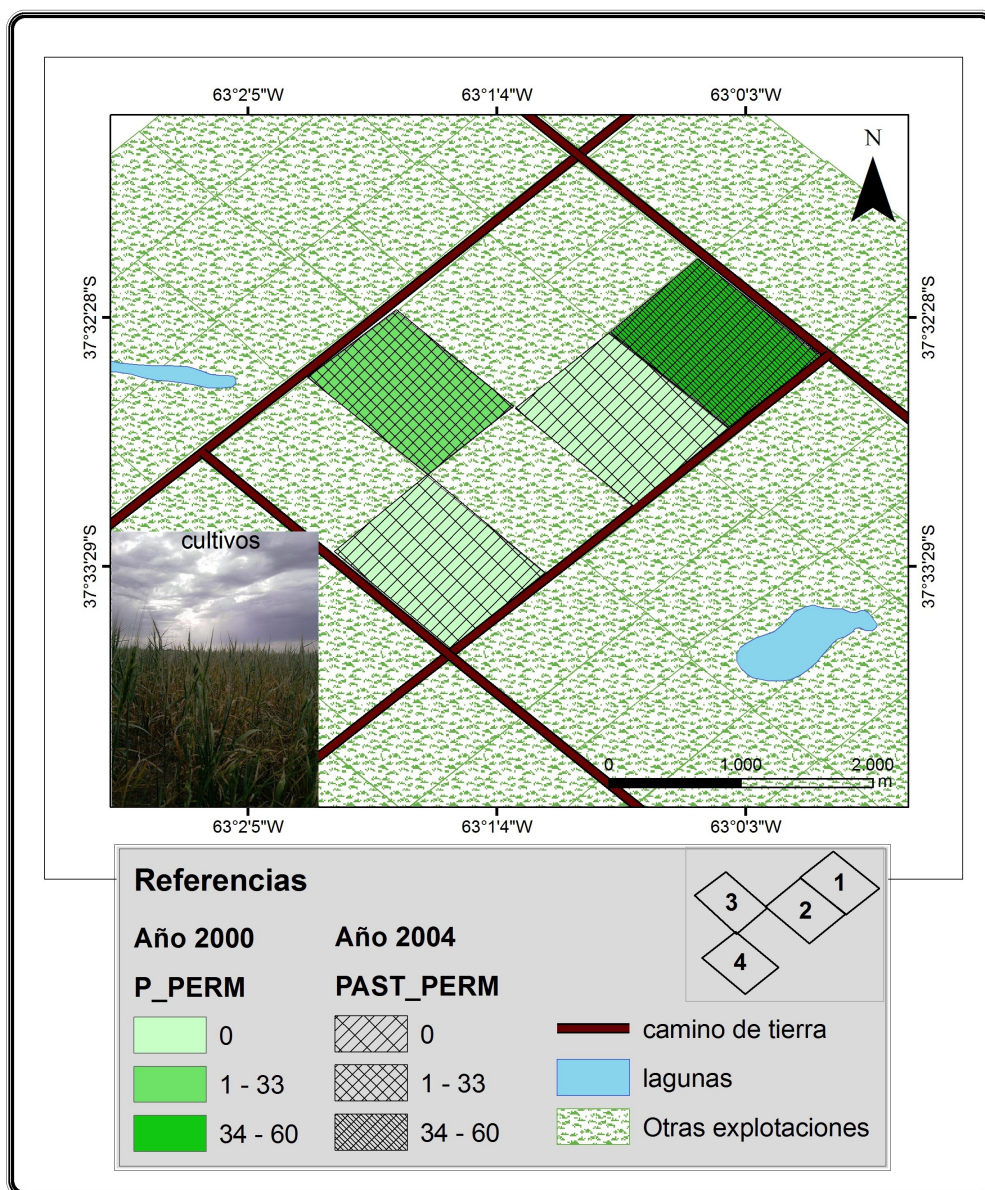 63°2'5"W
63°1'4"W
63°0'3"W
N
37°32'28"S
37°32'28"S
37°33'29"S
37°33'29"S
cultivos
0
1.000
2.000
m
63°2'5"W
63°1'4"W
63°0'3"W
Referencias
Año 2000
P_PERM
0
1 - 33
34 - 60
Año 2004
PAST_PERM
0
1 - 33
34 - 60
1
2
3
4
camino de tierra
lagunas
Otras explotaciones